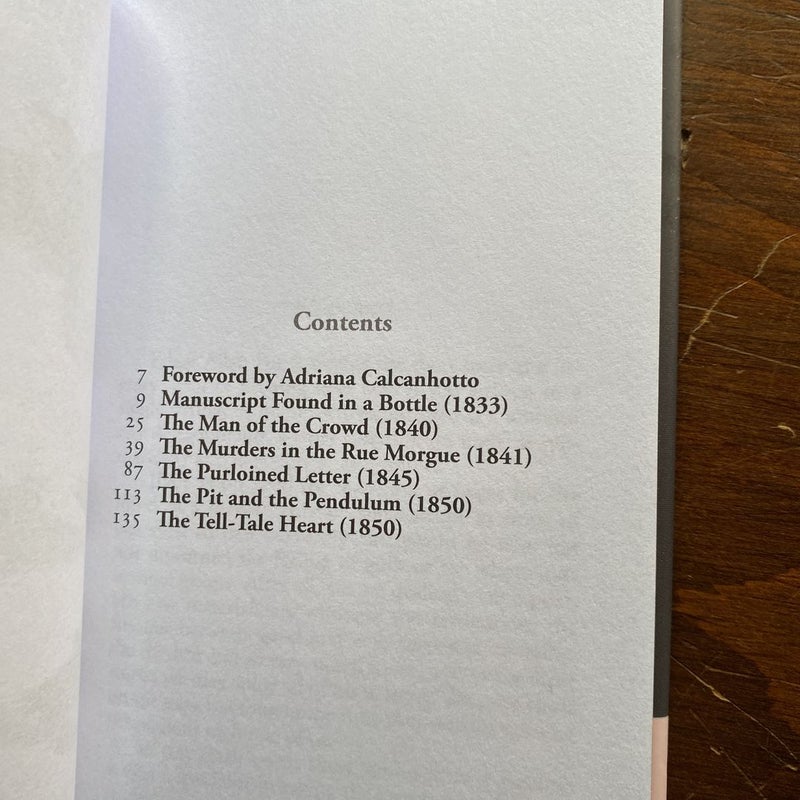 Contents
7 Foreword by Adriana Calcanhotto
9 Manuscript Found in a Bottle (1833)
25 The Man of the Crowd (1840)
39 The Murders in the Rue Morgue (1841)
87 The Purloined Letter (1845)
113 The Pit and the Pendulum (1850)
135 The Tell-Tale Heart (1850)